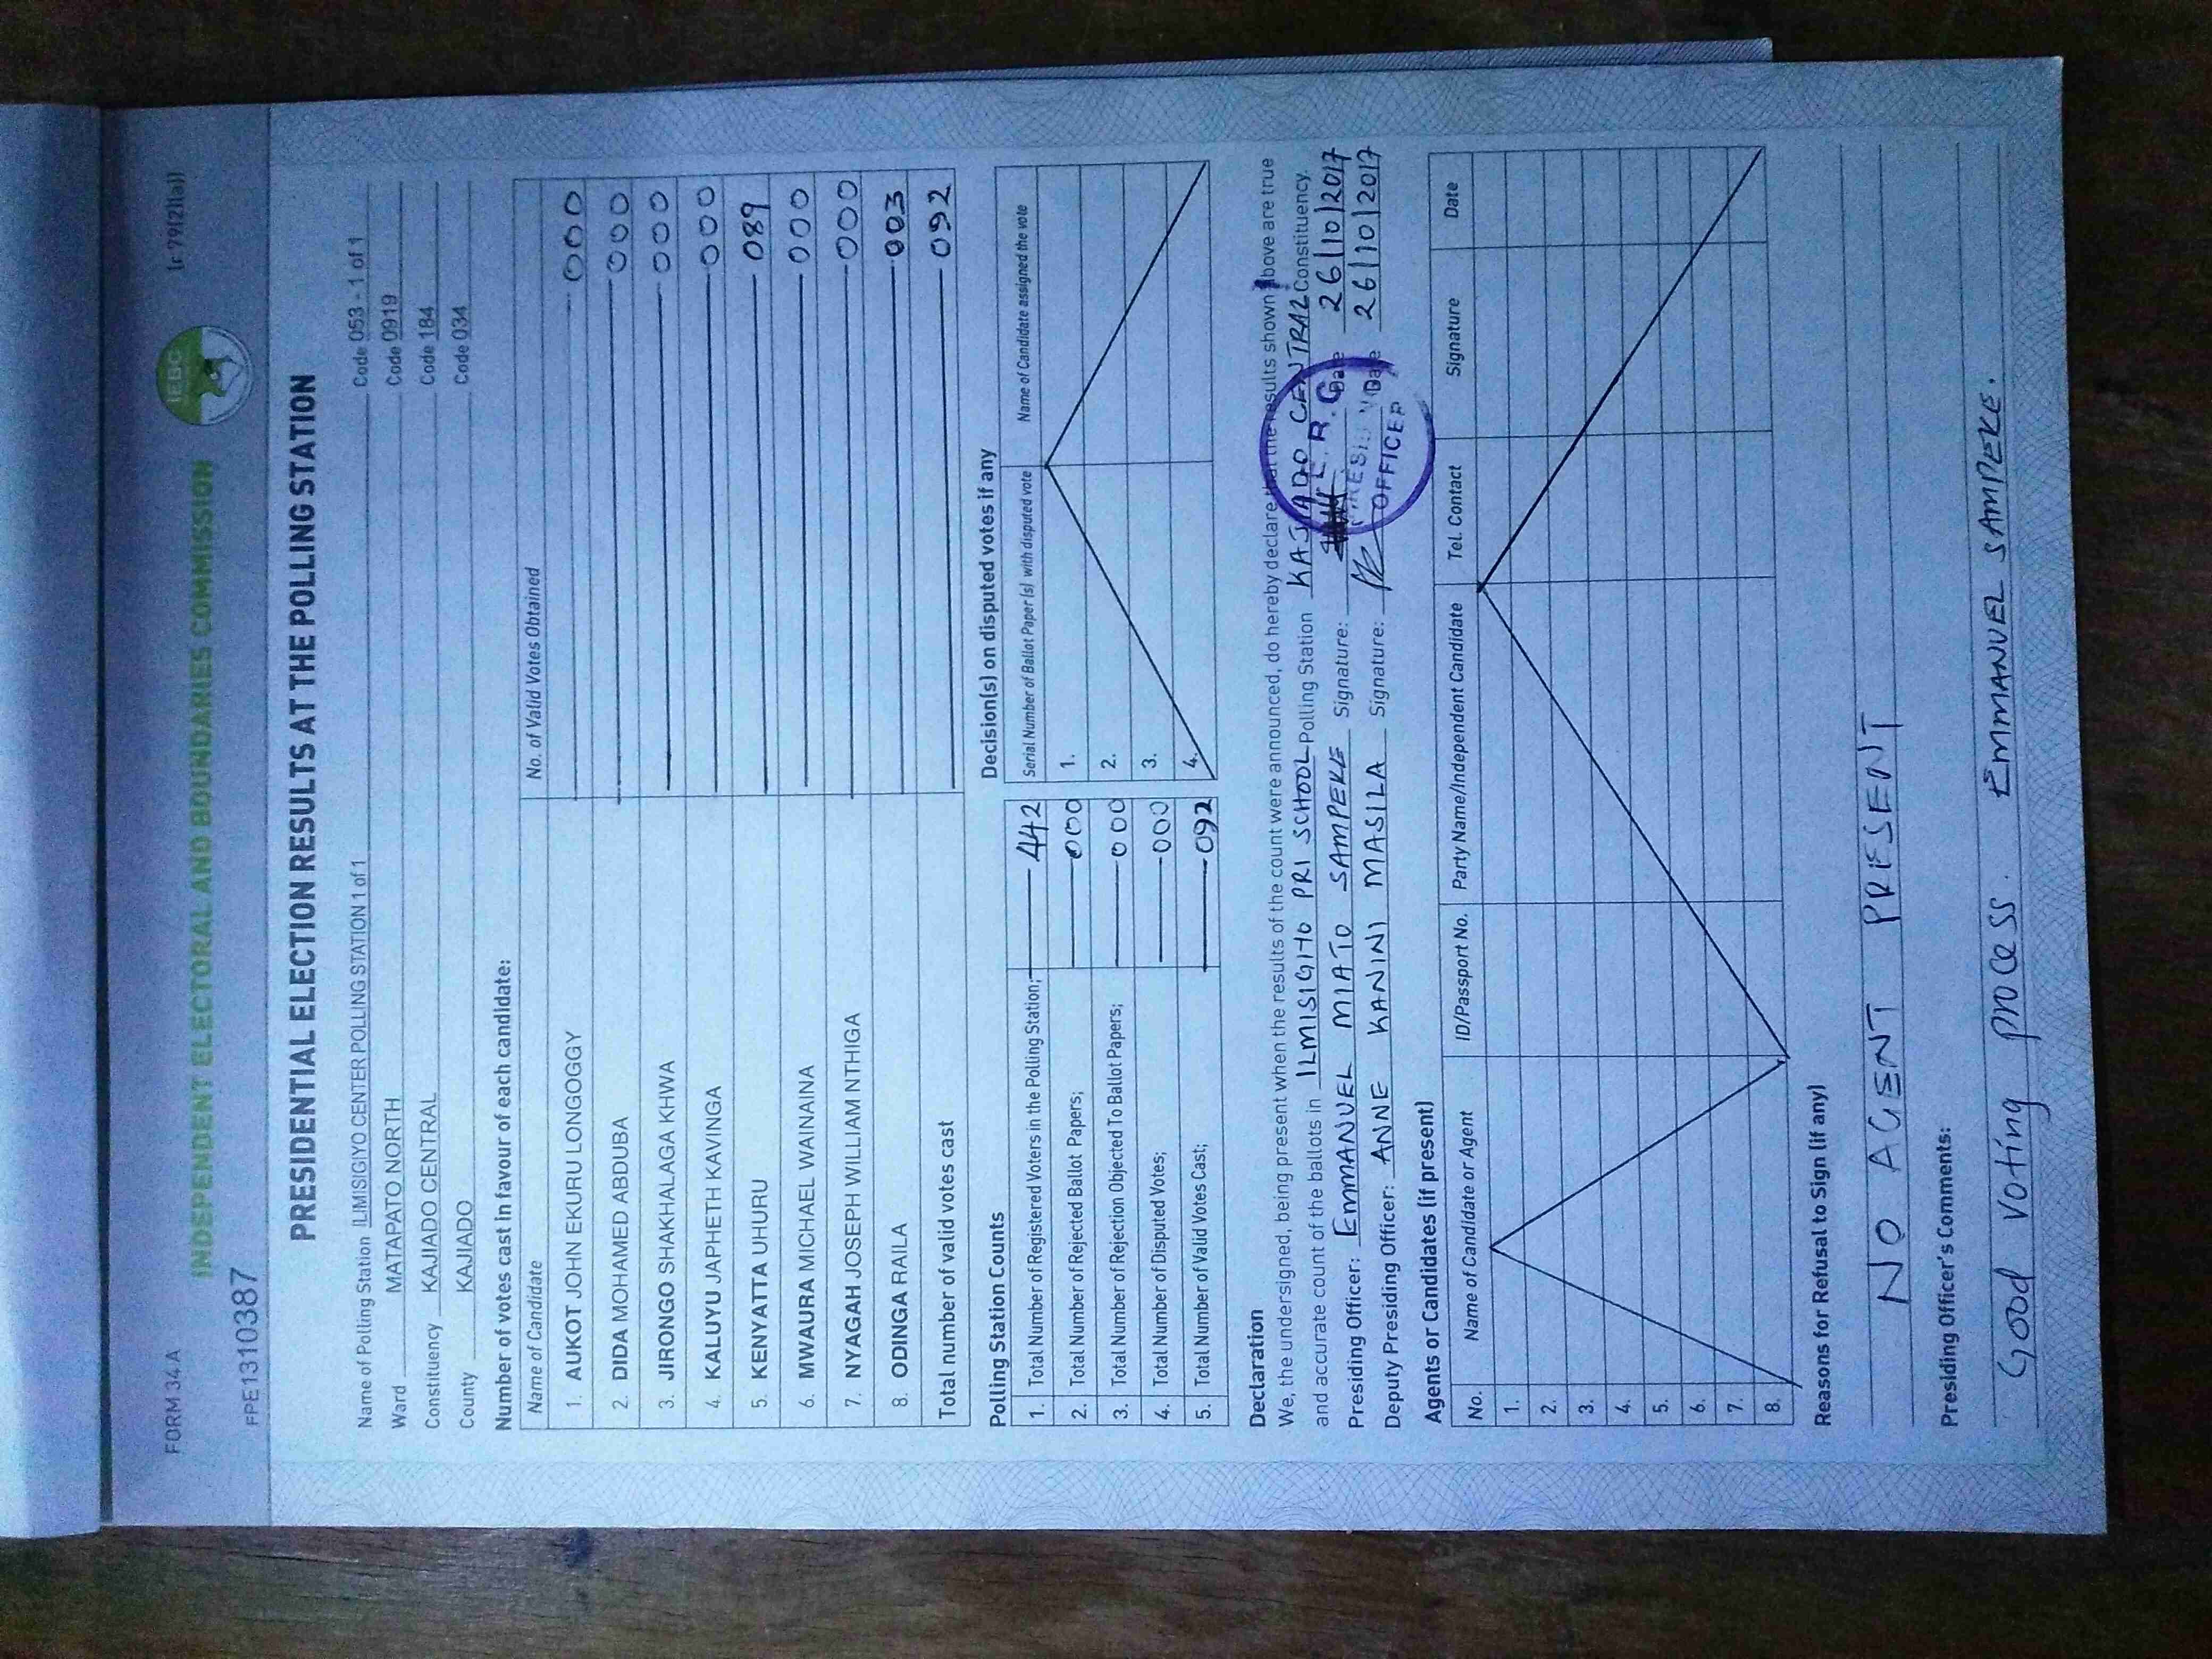 FORM 34 A (r 79(2)(a))
IEBC
INDEPENDENT ELECTORAL AND BOUNDARIES COMMISSION
FPE1310387
PRESIDENTIAL ELECTION RESULTS AT THE POLLING STATION
Name of Polling Station ILMISIGIYO CENTER POLLING STATION 1 of 1 Code 053 - 1 of 1
Ward MATAPATO NORTH Code 0919
Constituency KAJIADO CENTRAL Code 184
County KAJIADO Code 034
Number of votes cast in favour of each candidate:
Name of Candidate No. of Valid Votes Obtained
1. AUKOT JOHN EKURU LONGOGGY 000
2. DIDA MOHAMED ABDUBA 000
3. JIRONGO SHAKHALAGA KHWA 000
4. KALUYU JAPHETH KAVINGA 000
5. KENYATTA UHURU 089
6. MWAURA MICHAEL WAINAINA 000
7. NYAGAH JOSEPH WILLIAM NTHIGA 000
8. ODINGA RAILA 003
Total number of valid votes cast 092
Polling Station Counts
1. Total Number of Registered Voters in the Polling Station; 442
2. Total Number of Rejected Ballot Papers; 000
3. Total Number of Rejection Objected To Ballot Papers; 000
4. Total Number of Disputed Votes; 000
5. Total Number of Valid Votes Cast; 092
Decision(s) on disputed votes if any
Serial Number of Ballot Paper (s) with disputed vote Name of Candidate assigned the vote
1.
2.
3.
4.
Declaration
We, the undersigned, being present when the results of the count were announced, do hereby declare that the results shown above are true
and accurate count of the ballots in ILMISIGIHO PRI SCHOOL Polling Station KAJIADO CENTRAL Constituency.
Presiding Officer: EMMANUEL MIATO SAMPEKE Signature: Date 26/10/2017
Deputy Presiding Officer: ANNE KANINI MASILA Signature: Date 26/10/2017
OFFICER
Agents or Candidates (if present)
No. Name of Candidate or Agent ID/Passport No. Party Name/Independent Candidate Tel. Contact Signature Date
1.
2.
3.
4.
5.
6.
7.
8.
Reasons for Refusal to Sign (if any)
NO AGENT PRESENT
Presiding Officer's Comments:
Good voting process. EMMANUEL SAMPEKE.